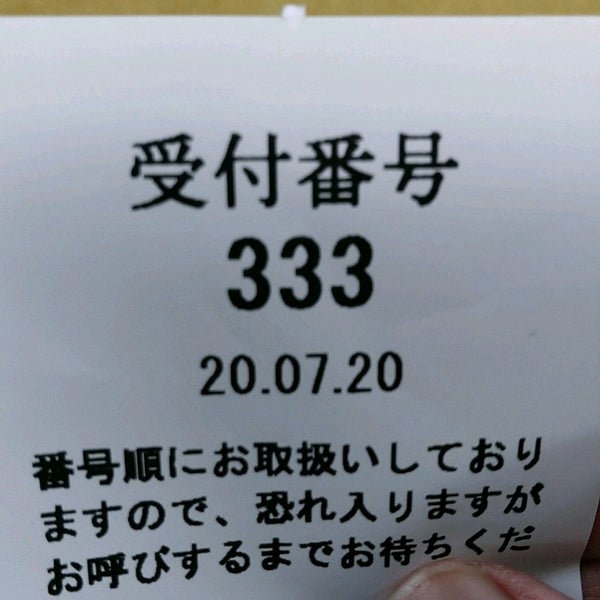 受付番号
333
20.07.20
番号順にお取扱いしており
ますので、恐れ入りますが
お呼びするまでお待ちくだ